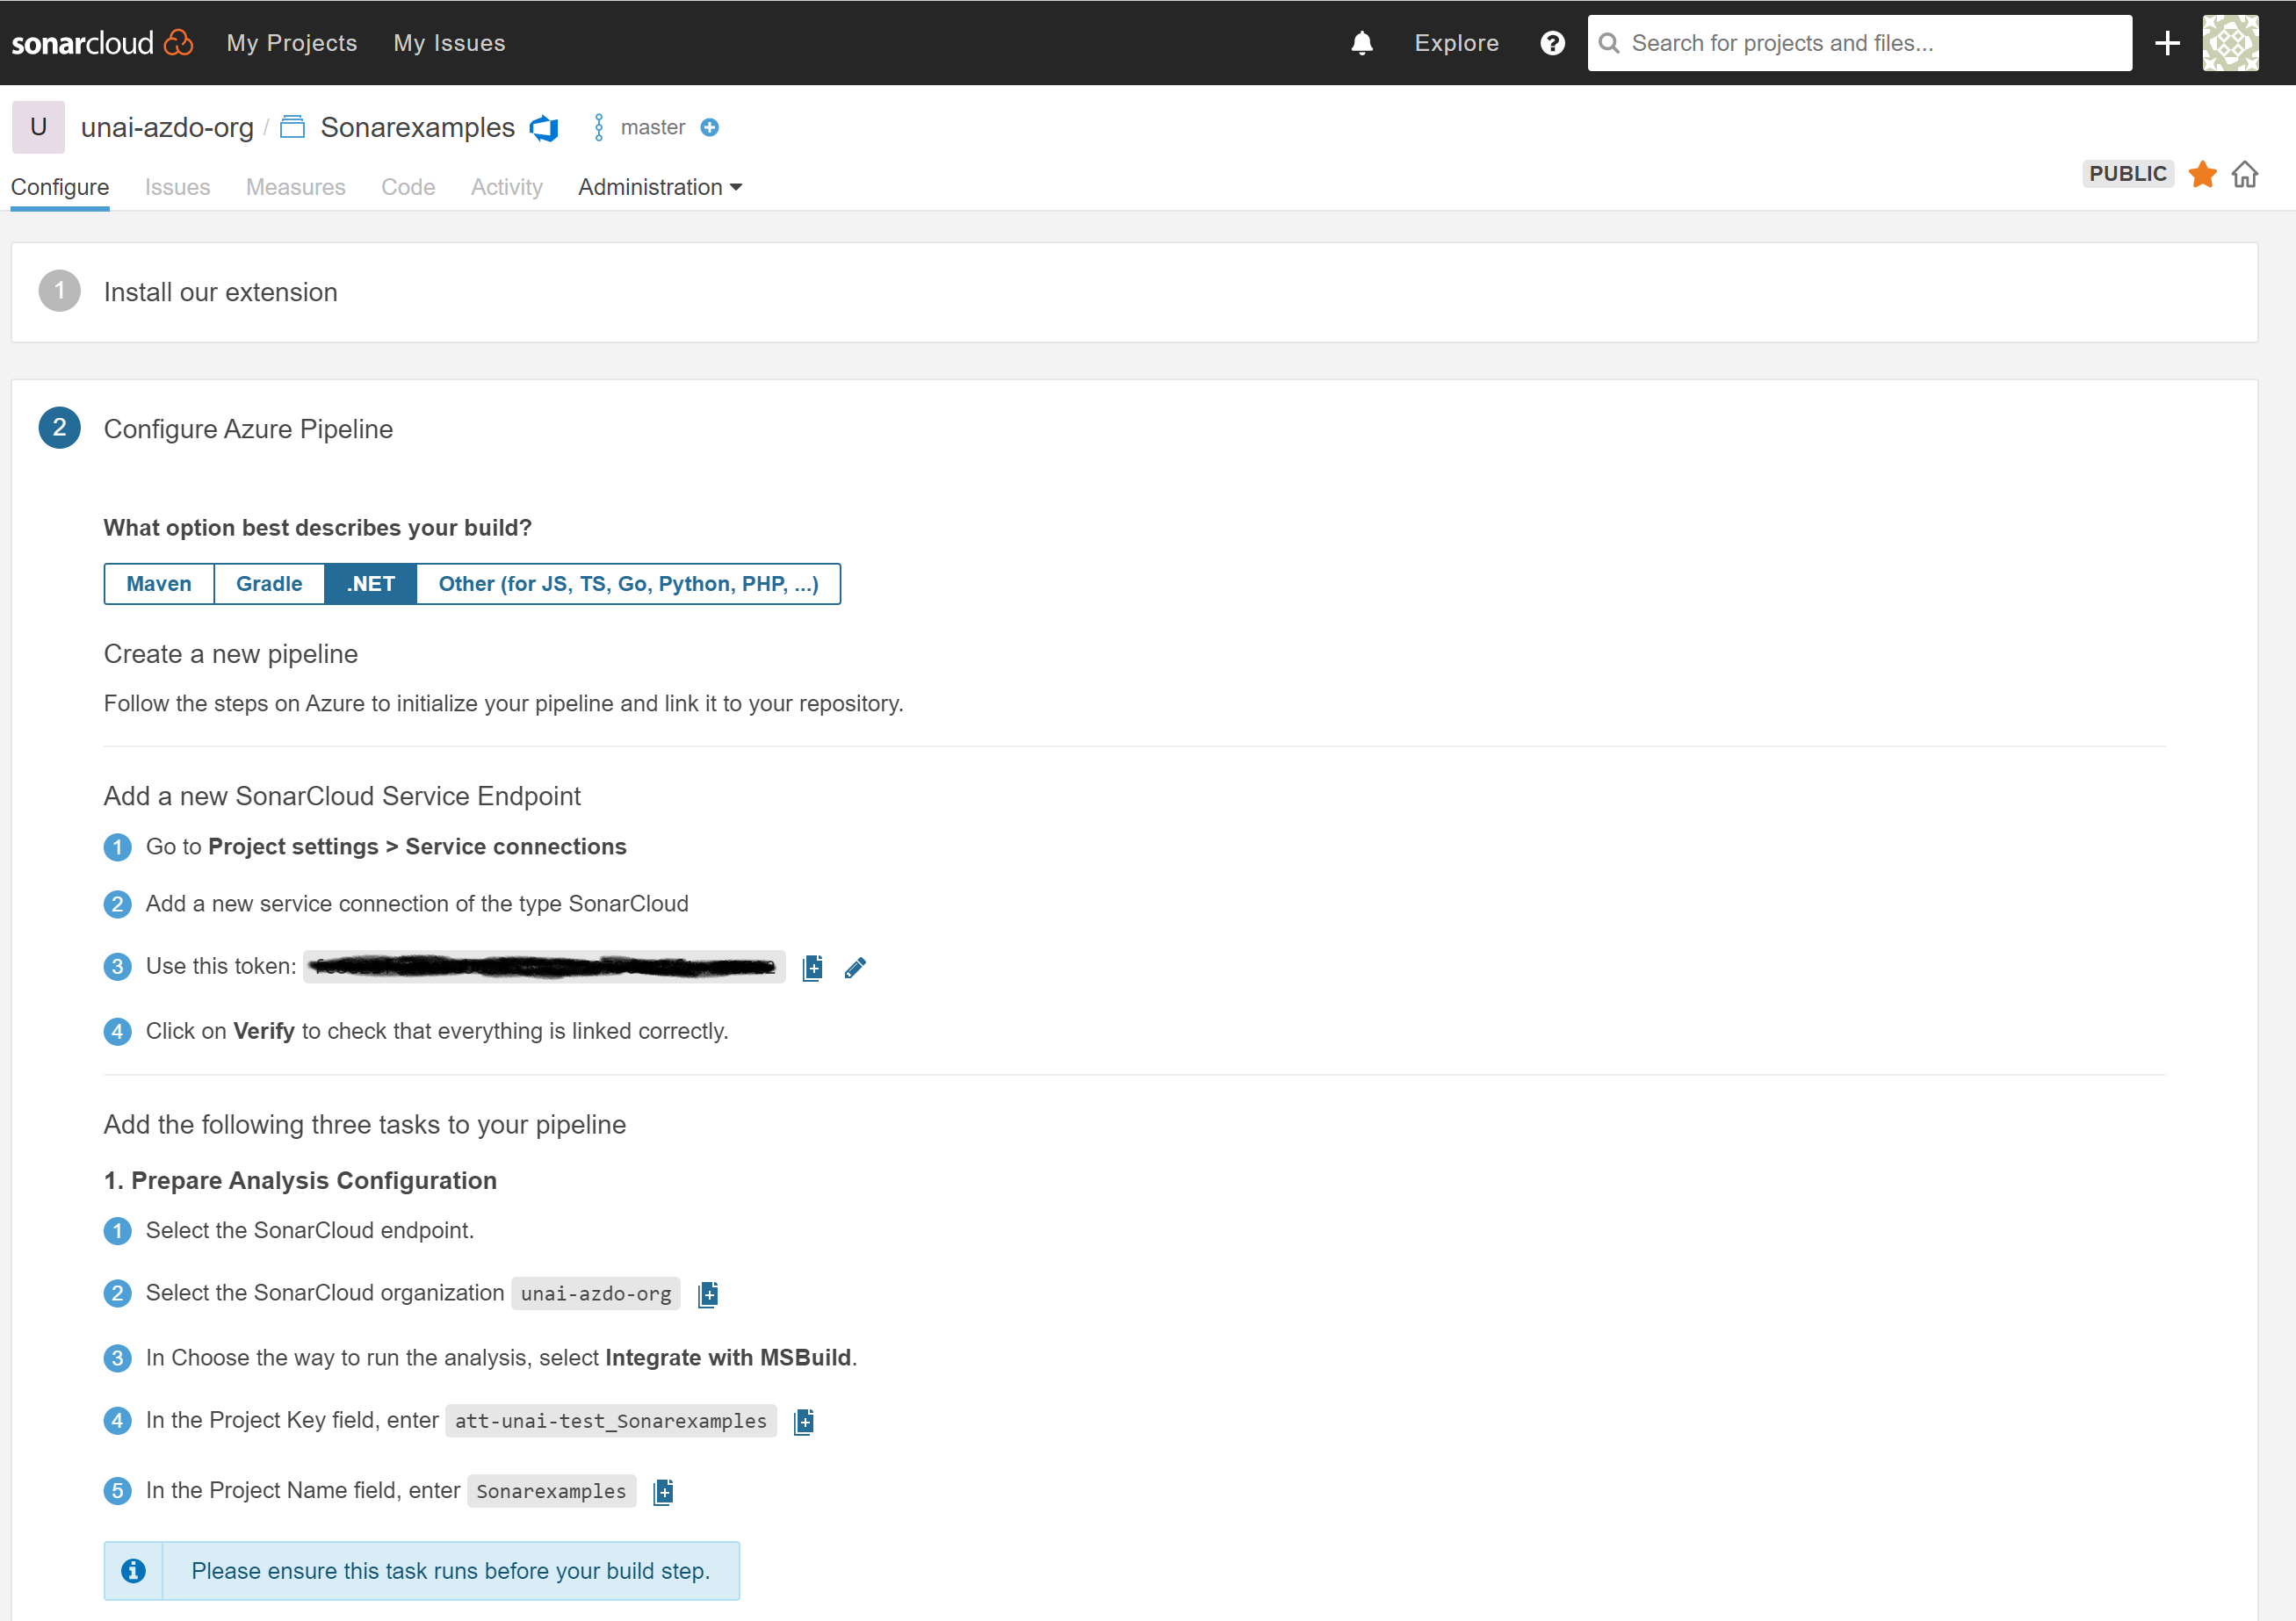 sonarcloud My Projects My Issues Explore ? Search for projects and files... +
U unai-azdo-org / Sonarexamples master
Configure Issues Measures Code Activity Administration PUBLIC
1 Install our extension
2 Configure Azure Pipeline
What option best describes your build?
Maven Gradle .NET Other (for JS, TS, Go, Python, PHP, ...)
Create a new pipeline
Follow the steps on Azure to initialize your pipeline and link it to your repository.
Add a new SonarCloud Service Endpoint
1 Go to Project settings > Service connections
2 Add a new service connection of the type SonarCloud
3 Use this token:
4 Click on Verify to check that everything is linked correctly.
Add the following three tasks to your pipeline
1. Prepare Analysis Configuration
1 Select the SonarCloud endpoint.
2 Select the SonarCloud organization unai-azdo-org
3 In Choose the way to run the analysis, select Integrate with MSBuild.
4 In the Project Key field, enter att-unai-test_Sonarexamples
5 In the Project Name field, enter Sonarexamples
Please ensure this task runs before your build step.